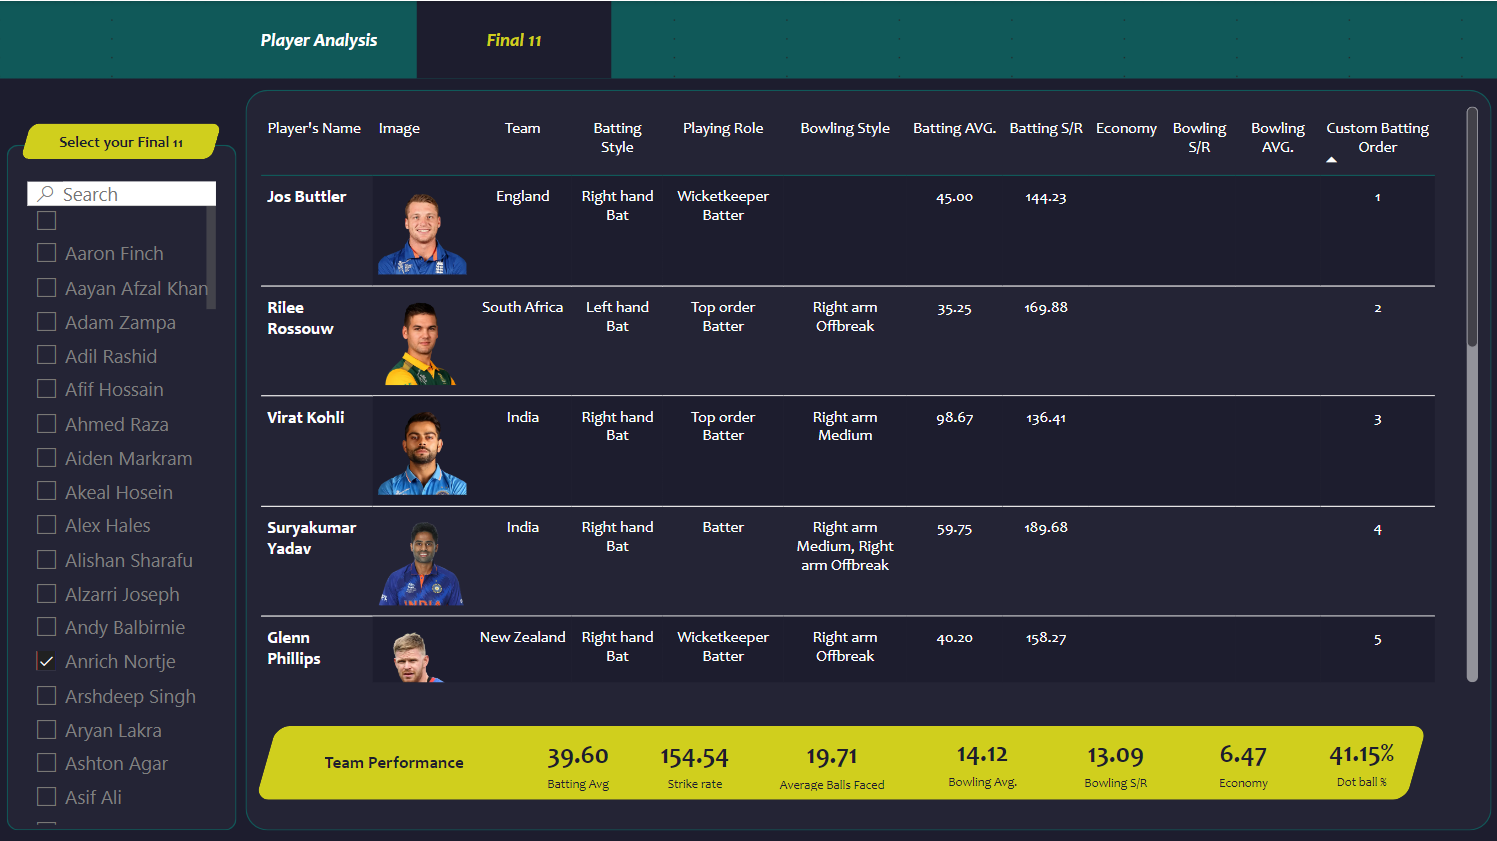 Player Analysis
Final 11
Select your Final 11
Search
Aaron Finch
Aayan Afzal Khan
Adam Zampa
Adil Rashid
Afif Hossain
Ahmed Raza
Aiden Markram
Akeal Hosein
Alex Hales
Alishan Sharafu
Alzarri Joseph
Andy Balbirnie
Anrich Nortje
Arshdeep Singh
Aryan Lakra
Ashton Agar
Asif Ali
Player's Name Image Team Batting Style Playing Role Bowling Style Batting AVG. Batting S/R Economy Bowling S/R Bowling AVG. Custom Batting Order
Jos Buttler England Right hand Bat Wicketkeeper Batter 45.00 144.23 1
Rilee Rossouw South Africa Left hand Bat Top order Batter Right arm Offbreak 35.25 169.88 2
Virat Kohli India Right hand Bat Top order Batter Right arm Medium 98.67 136.41 3
Suryakumar Yadav India Right hand Bat Batter Right arm Medium, Right arm Offbreak 59.75 189.68 4
INDIA
Glenn Phillips New Zealand Right hand Bat Wicketkeeper Batter Right arm Offbreak 40.20 158.27 5
Team Performance
39.60
Batting Avg
154.54
Strike rate
19.71
Average Balls Faced
14.12
Bowling Avg.
13.09
Bowling S/R
6.47
Economy
41.15%
Dot ball %